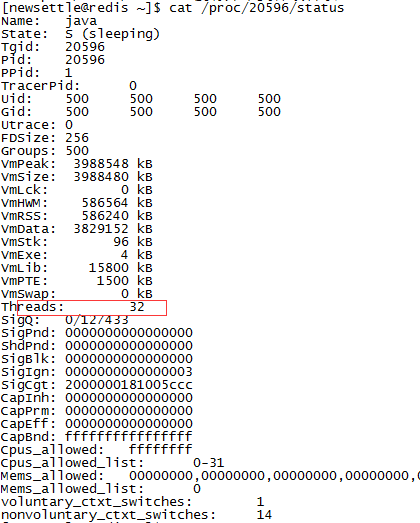 [newsettle@redis ~]$ cat /proc/20596/status
Name:   java
State:  S (sleeping)
Tgid:   20596
Pid:    20596
PPid:   1
TracerPid:      0
Uid:    500     500     500     500
Gid:    500     500     500     500
Utrace: 0
FDSize: 256
Groups: 500
VmPeak:  3988548 kB
VmSize:  3988480 kB
VmLck:         0 kB
VmHWM:    586564 kB
VmRSS:    586240 kB
VmData:  3829152 kB
VmStk:        96 kB
VmExe:         4 kB
VmLib:     15800 kB
VmPTE:      1500 kB
VmSwap:        0 kB
Threads:        32
SigQ:   0/127433
SigPnd: 0000000000000000
ShdPnd: 0000000000000000
SigBlk: 0000000000000000
SigIgn: 0000000000000003
SigCgt: 2000000181005ccc
CapInh: 0000000000000000
CapPrm: 0000000000000000
CapEff: 0000000000000000
CapBnd: ffffffffffffffff
Cpus_allowed:   ffffffff
Cpus_allowed_list:      0-31
Mems_allowed:   00000000,00000000,00000000,00000000,
Mems_allowed_list:      0
voluntary_ctxt_switches:        1
nonvoluntary_ctxt_switches:     14